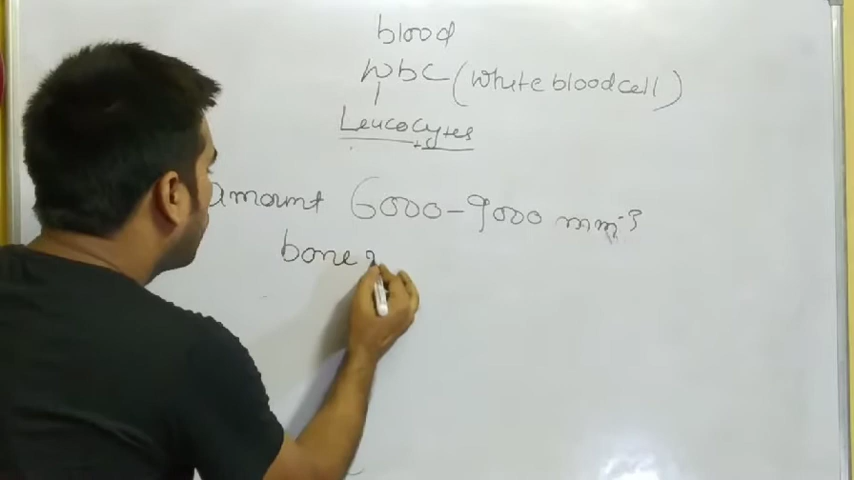 blood
wbc (White blood cell)
Leucocytes
amount 6000-9000 mm-3
bone